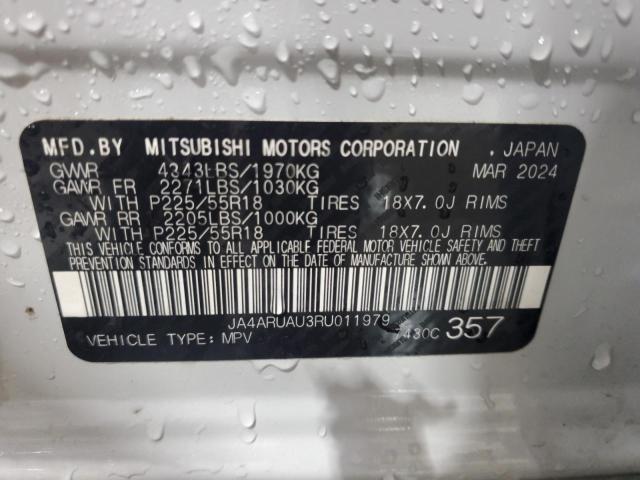 MFD.BY MITSUBISHI MOTORS CORPORATION . JAPAN
GVWR 4343LBS/1970KG MAR 2024
GAWR FR 2271LBS/1030KG
WITH P225/55R18 TIRES 18X7.0J RIMS
GAWR RR 2205LBS/1000KG
WITH P225/55R18 TIRES 18X7.0J RIMS
THIS VEHICLE CONFORMS TO ALL APPLICABLE FEDERAL MOTOR VEHICLE SAFETY AND THEFT
PREVENTION STANDARDS IN EFFECT ON THE DATE OF MANUFACTURE SHOWN ABOVE.
JA4ARUAU3RU011979
VEHICLE TYPE: MPV 7430C 357